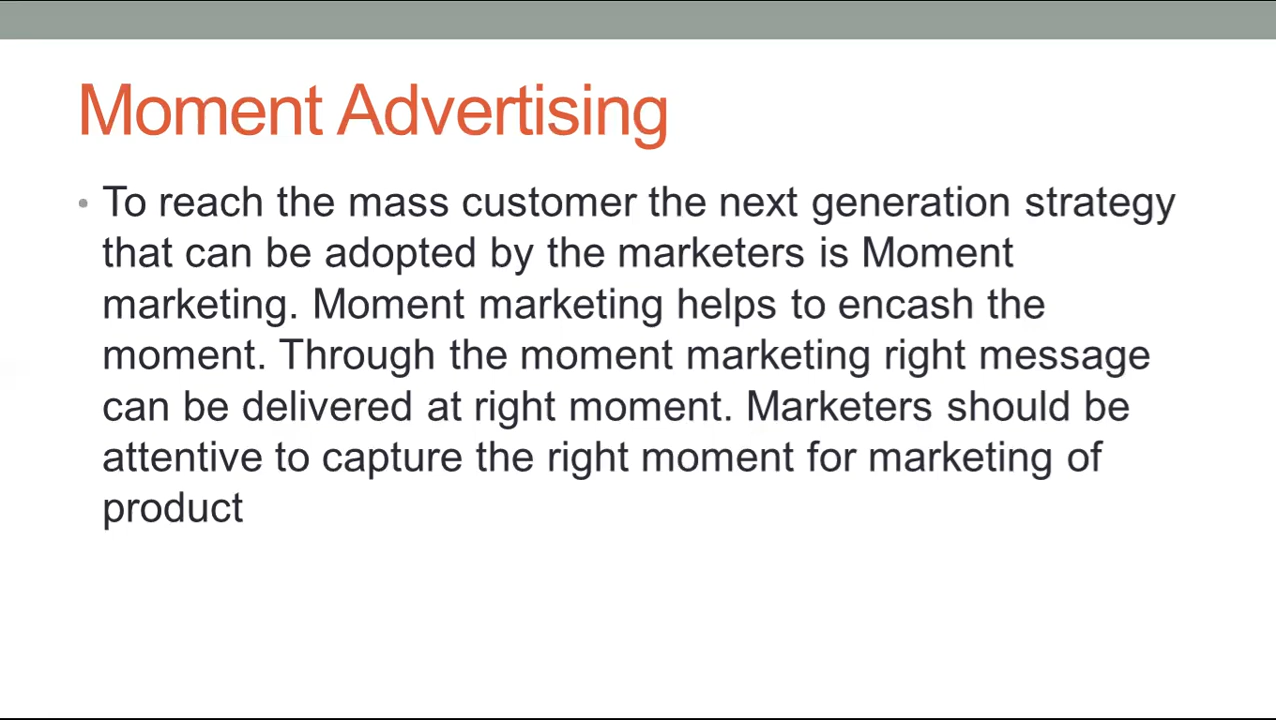 Moment Advertising
• To reach the mass customer the next generation strategy
that can be adopted by the marketers is Moment
marketing. Moment marketing helps to encash the
moment. Through the moment marketing right message
can be delivered at right moment. Marketers should be
attentive to capture the right moment for marketing of
product